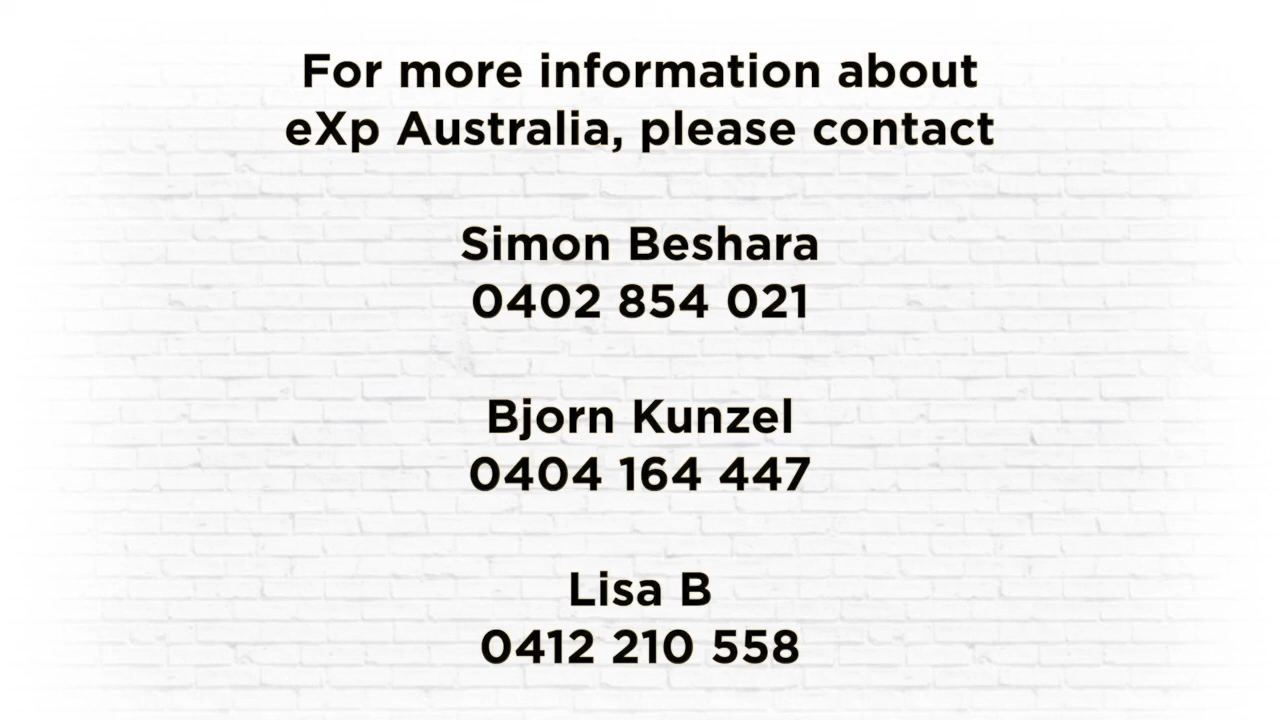 For more information about
eXp Australia, please contact
Simon Beshara
0402 854 021
Bjorn Kunzel
0404 164 447
Lisa B
0412 210 558